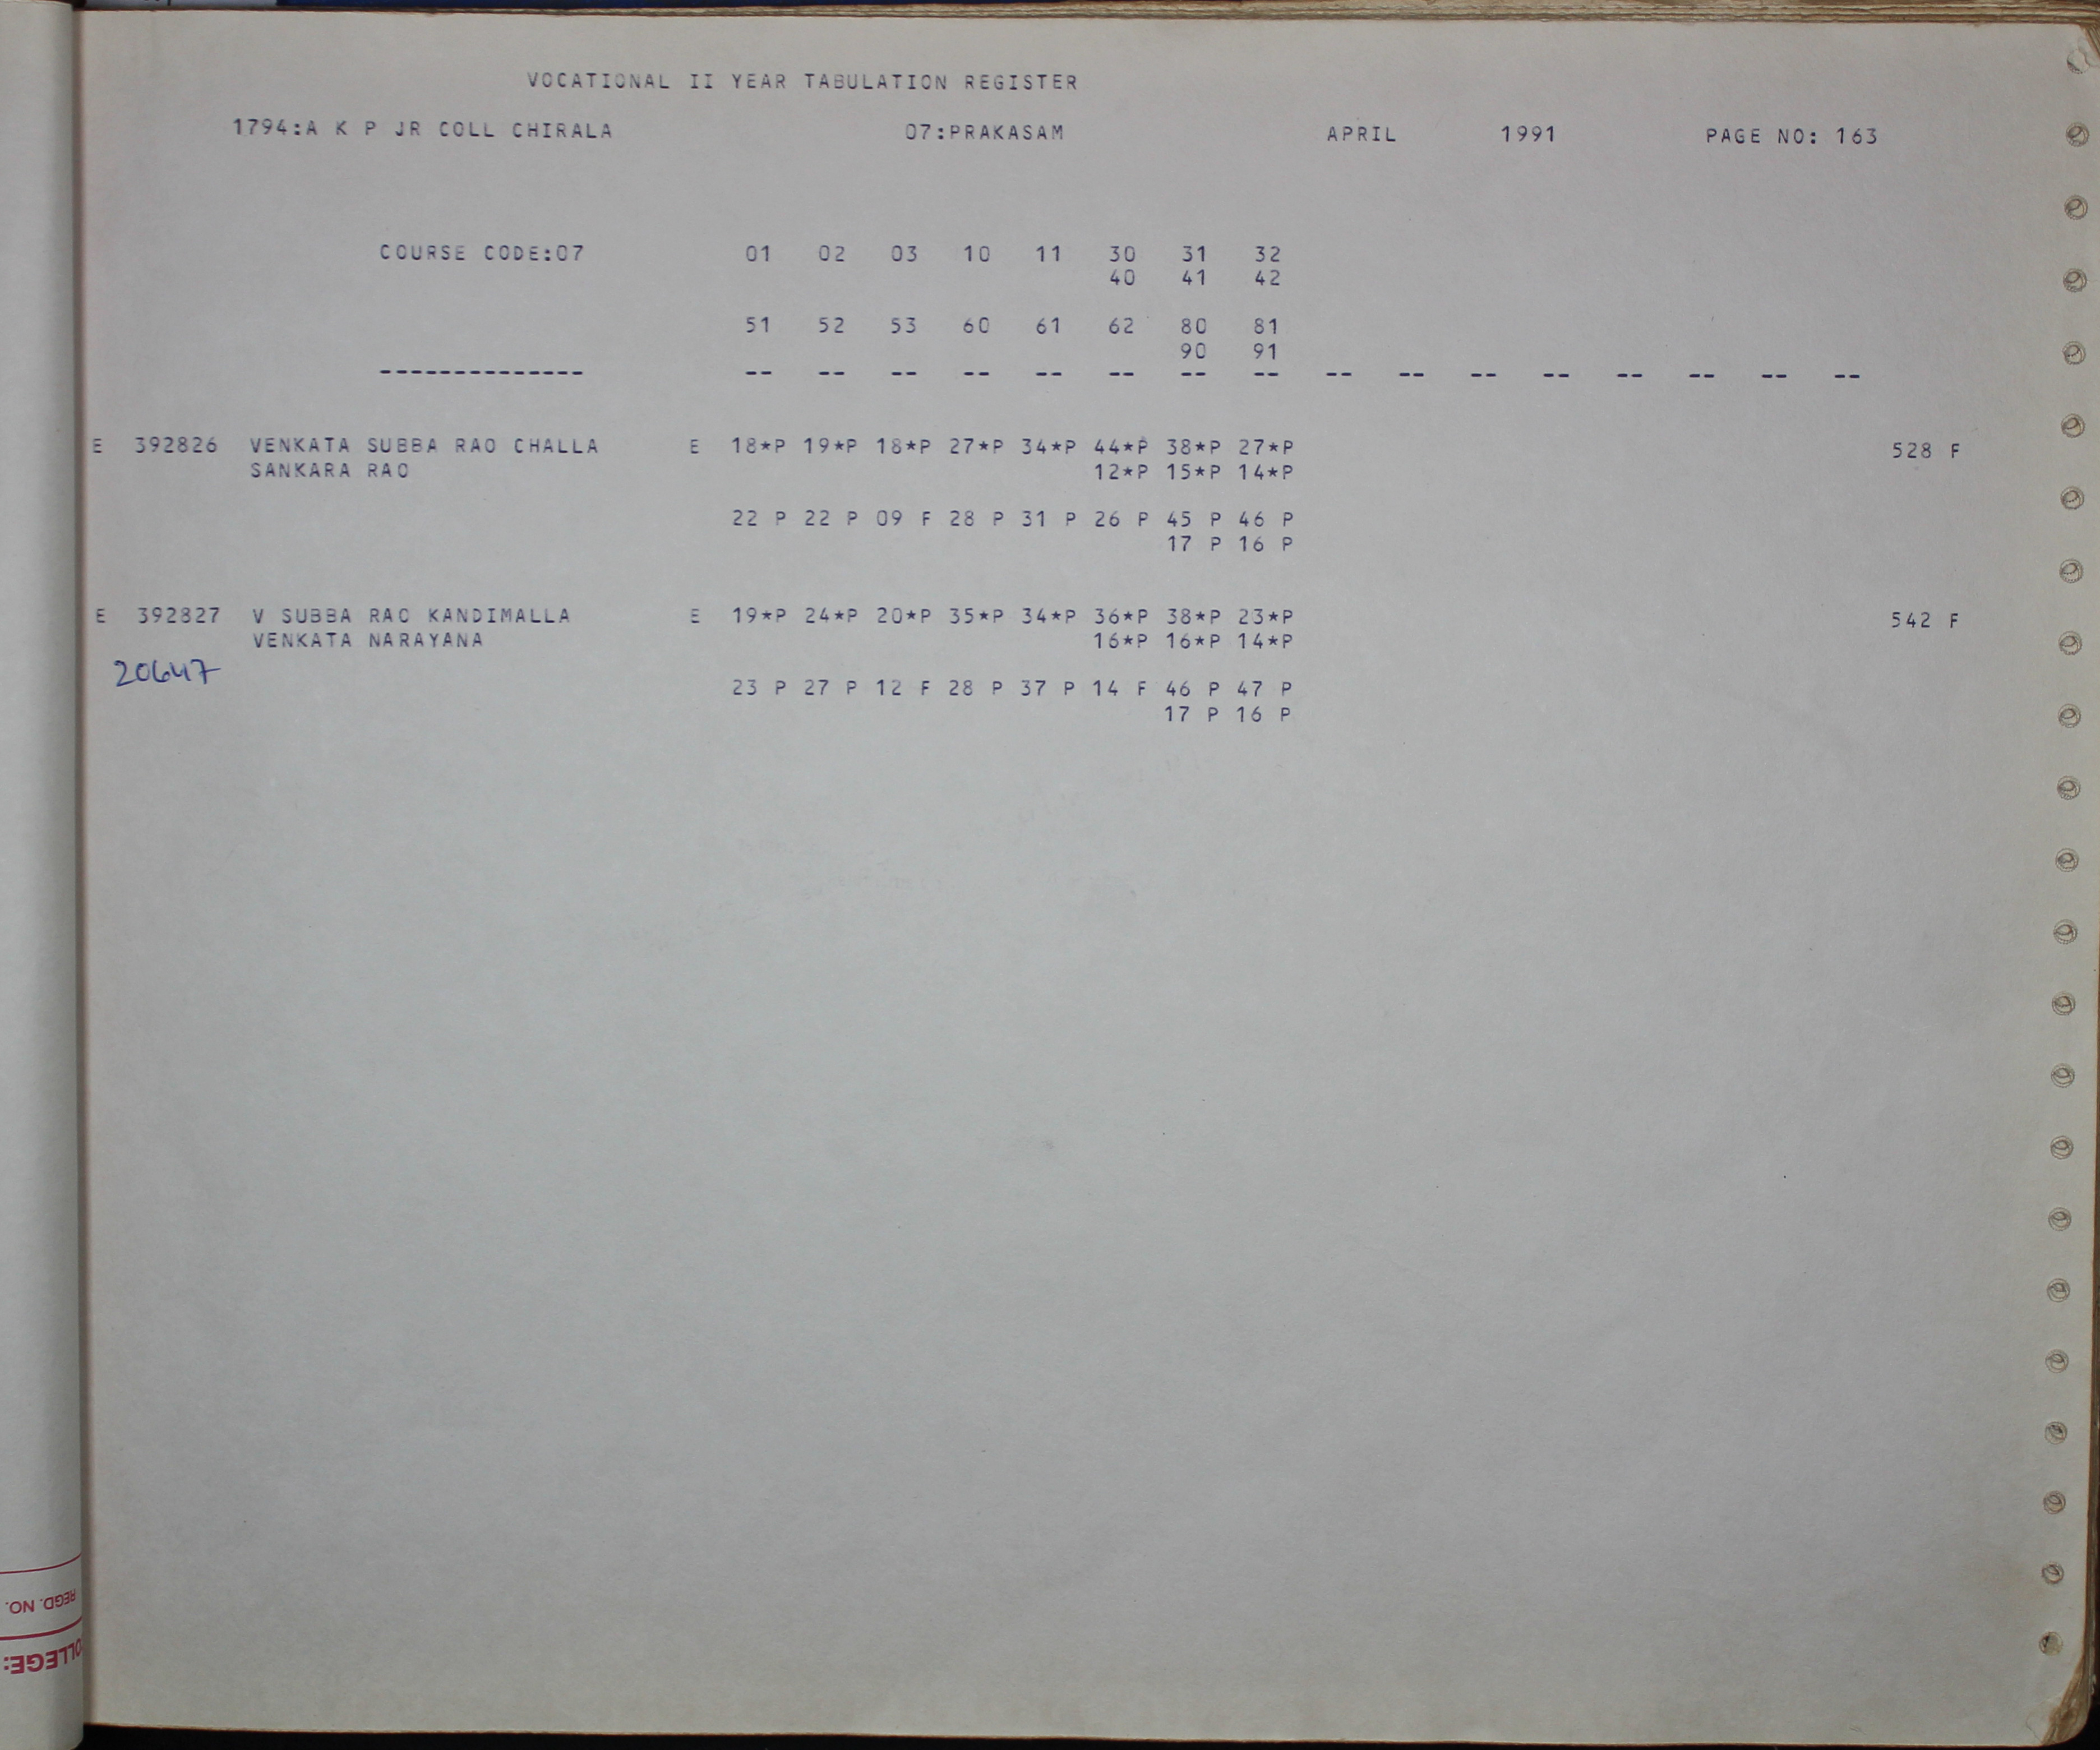 VOCATIONAL II YEAR TABULATION REGISTER
1794:A K P JR COLL CHIRALA 07:PRAKASAM APRIL 1991 PAGE NO: 163
COURSE CODE:07 01 02 03 10 11 30 31 32
40 41 42
51 52 53 60 61 62 80 81
90 91
-------------- -- -- -- -- -- -- -- -- -- -- -- -- -- -- -- --
E 392826 VENKATA SUBBA RAO CHALLA E 18*P 19*P 18*P 27*P 34*P 44*P 38*P 27*P 528 F
SANKARA RAO 12*P 15*P 14*P
22 P 22 P 09 F 28 P 31 P 26 P 45 P 46 P
17 P 16 P
E 392827 V SUBBA RAO KANDIMALLA E 19*P 24*P 20*P 35*P 34*P 36*P 38*P 23*P 542 F
VENKATA NARAYANA 16*P 16*P 14*P
20647
23 P 27 P 12 F 28 P 37 P 14 F 46 P 47 P
17 P 16 P
REGD. NO.
OLLEGE: